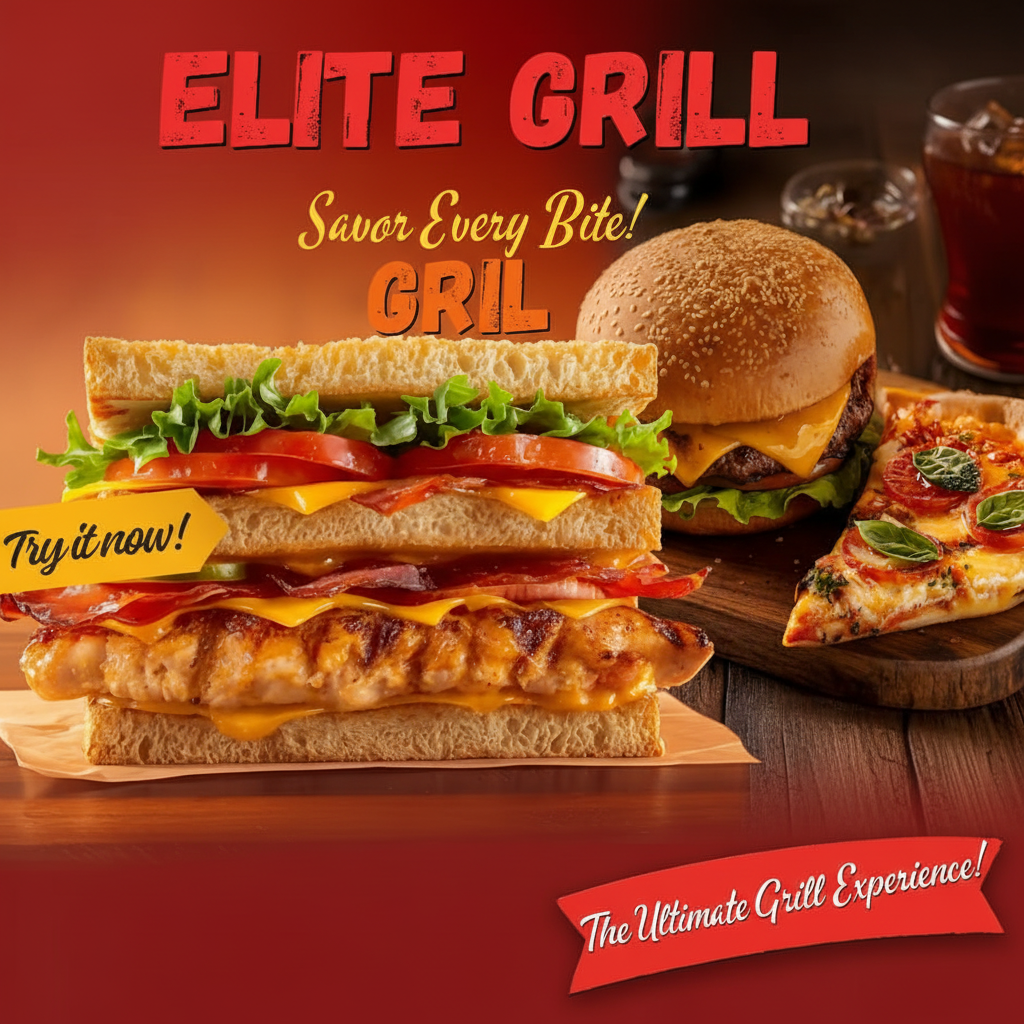 ELITE GRILL
Savor Every Bite!
GRIL
Try it now!
The Ultimate Grill Experience!